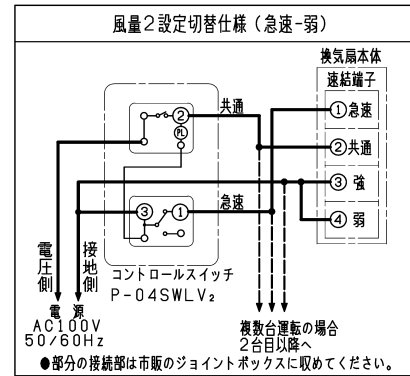 風量2設定切替仕様(急速-弱)
換気扇本体
速結端子
共通
② 
PL
①急速
②共通
③ 強
④ 弱
③
①
急速
電圧側
接地側
コントロールスイッチ
P-04SWLV₂
電 源
AC100V
50/60Hz
複数台運転の場合
2台目以降へ
●部分の接続部は市販のジョイントボックスに収めてください。